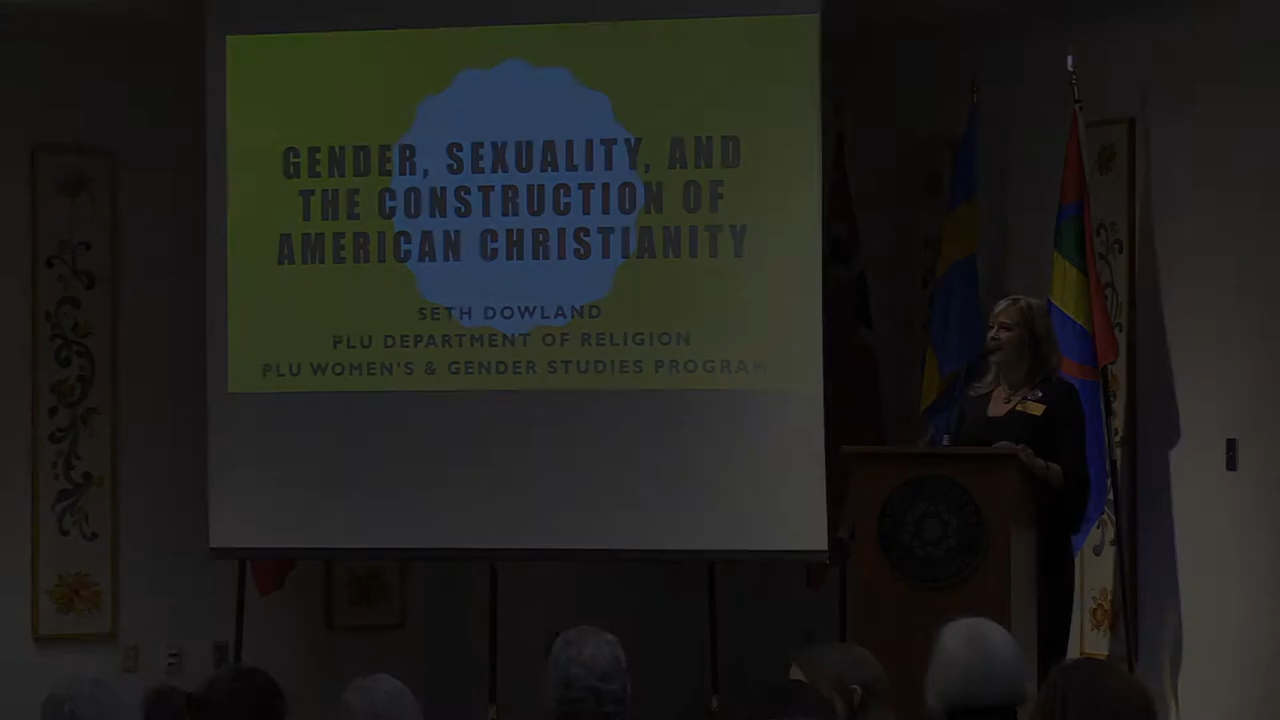 GENDER, SEXUALITY, AND
THE CONSTRUCTION OF
AMERICAN CHRISTIANITY
SETH DOWLAND
PLU DEPARTMENT OF RELIGION
PLU WOMEN'S & GENDER STUDIES PROGRAM